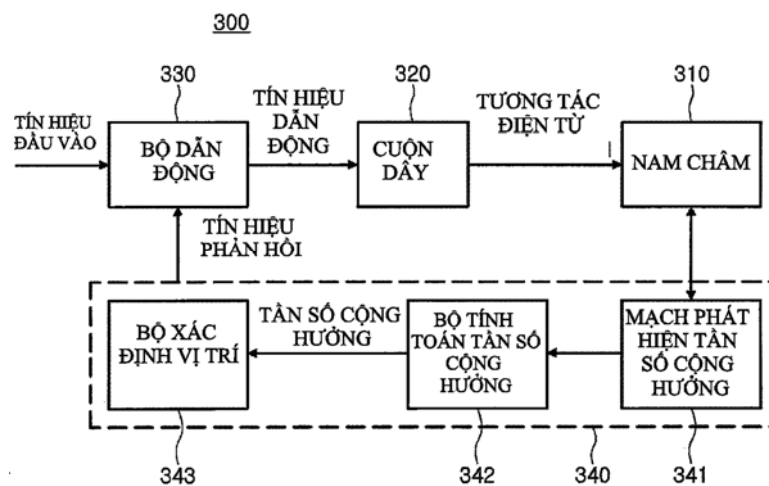 300
330
320
310
TÍN HIỆU
ĐẦU VÀO
BỘ DẪN
ĐỘNG
TÍN HIỆU
DẪN
ĐỘNG
CUỘN
DÂY
TƯƠNG TÁC
ĐIỆN TỪ
NAM CHÂM
TÍN HIỆU
PHẢN HỒI
BỘ XÁC
ĐỊNH VỊ TRÍ
TẦN SỐ CỘNG
HƯỞNG
BỘ TÍNH
TOÁN TẦN SỐ
CỘNG
HƯỞNG
MẠCH PHÁT
HIỆN TẦN
SỐ CỘNG
HƯỞNG
343
342
340
341